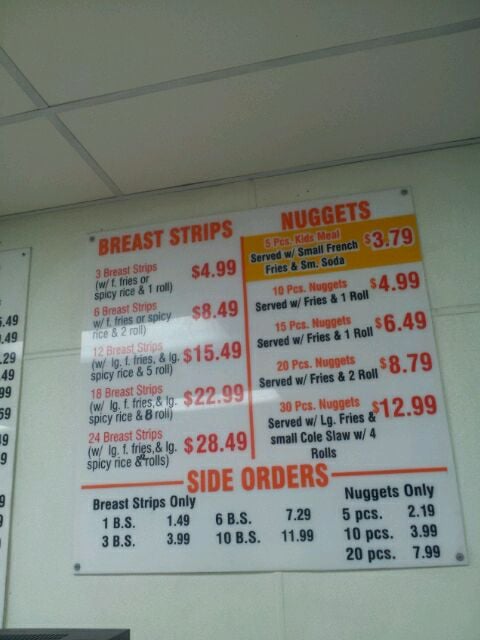 BREAST STRIPS
3 Breast Strips
(w/ f. fries or
spicy rice & 1 roll)
$4.99
6 Breast Strips
w/ f. fries or spicy
rice & 2 roll)
$8.49
12 Breast Strips
(w/ lg. f. fries, & lg.
spicy rice & 5 roll)
$15.49
18 Breast Strips
(w/ lg. f. fries,& lg.
spicy rice & 8 roll)
$22.99
24 Breast Strips
(w/ lg. f. fries,& lg.
spicy rice & rolls)
$28.49
NUGGETS
5 Pcs. Kids Meal
Served w/ Small French
Fries & Sm. Soda
$3.79
10 Pcs. Nuggets
Served w/ Fries & 1 Roll
$4.99
15 Pcs. Nuggets
Served w/ Fries & 1 Roll
$6.49
20 Pcs. Nuggets
Served w/ Fries & 2 Roll
$8.79
30 Pcs. Nuggets
Served w/ Lg. Fries &
small Cole Slaw w/ 4
Rolls
$12.99
SIDE ORDERS
Breast Strips Only
1 B.S. 1.49 6 B.S. 7.29
3 B.S. 3.99 10 B.S. 11.99
Nuggets Only
5 pcs. 2.19
10 pcs. 3.99
20 pcs. 7.99